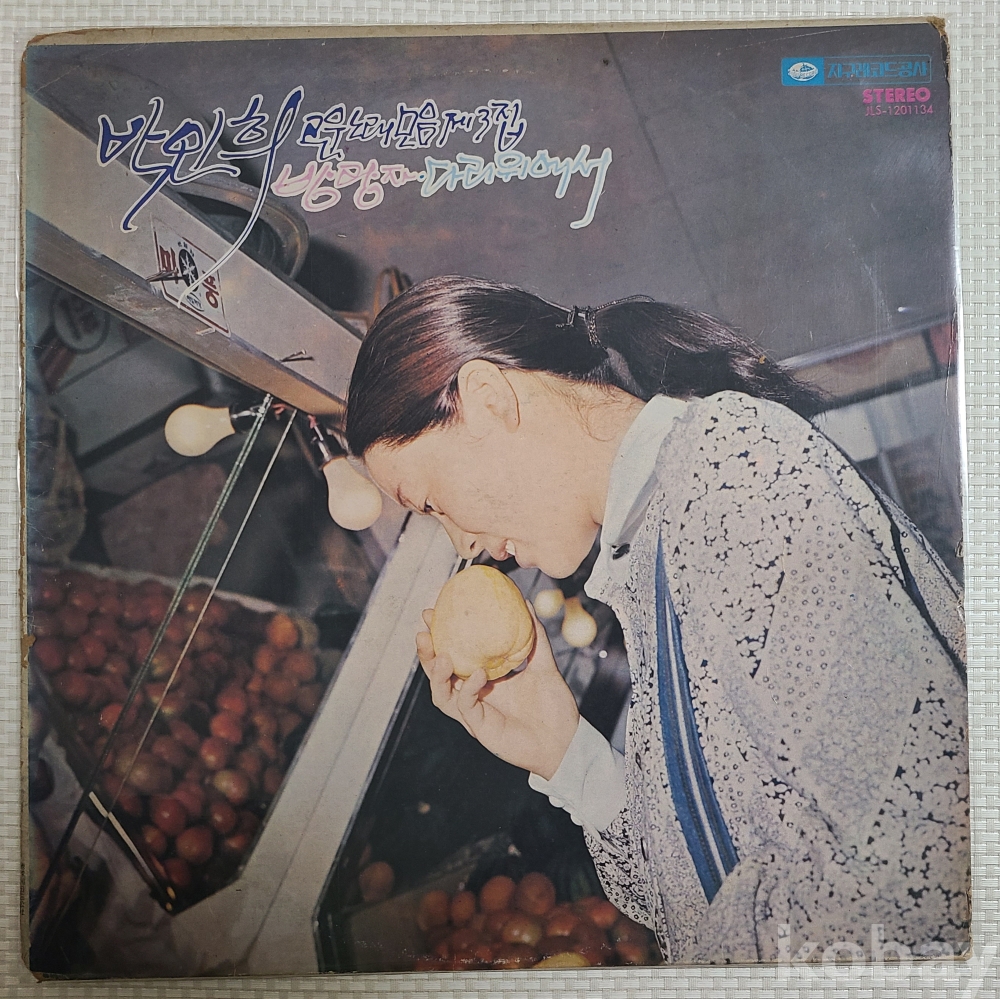 박인희 고운노래모음 제3집
방랑자·다리위에서
지구레코드공사
STEREO
JLS-1201134
kobay